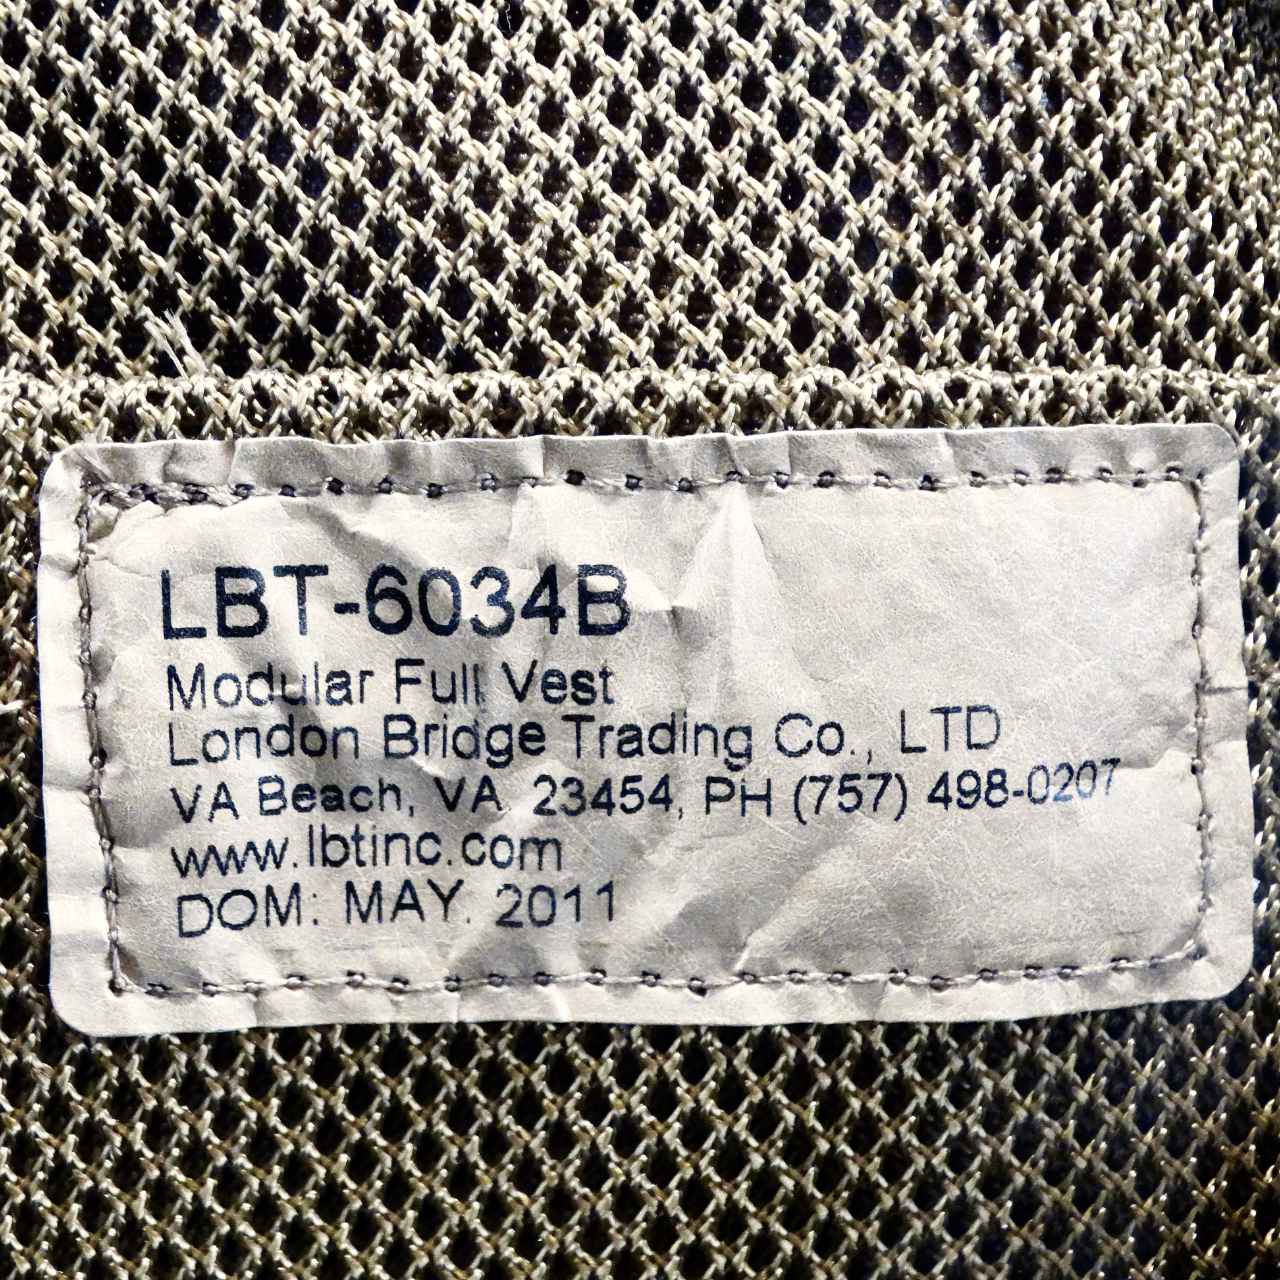 LBT-6034B
Modular Full Vest
London Bridge Trading Co., LTD
VA Beach, VA. 23454, PH (757) 498-0207
www.lbtinc.com
DOM: MAY. 2011